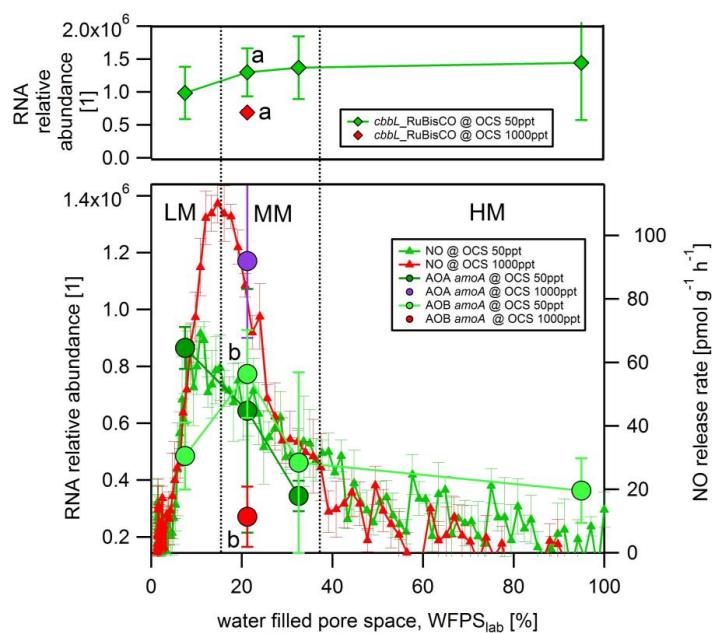 2.0x10⁶
1.5
1.0
0.5
0.0
RNA
relative
abundance
[1]
a
a
cbbL_RuBisCO @ OCS 50ppt
cbbL_RuBisCO @ OCS 1000ppt
1.4x10⁶
1.2
1.0
0.8
0.6
0.4
0.2
RNA relative abundance [1]
LM
MM
HM
NO @ OCS 50ppt
NO @ OCS 1000ppt
AOA amoA @ OCS 50ppt
AOA amoA @ OCS 1000ppt
AOB amoA @ OCS 50ppt
AOB amoA @ OCS 1000ppt
b
b
100
80
60
40
20
0
NO release rate [pmol g⁻¹ h⁻¹]
0 20 40 60 80 100
water filled pore space, WFPS_lab [%]